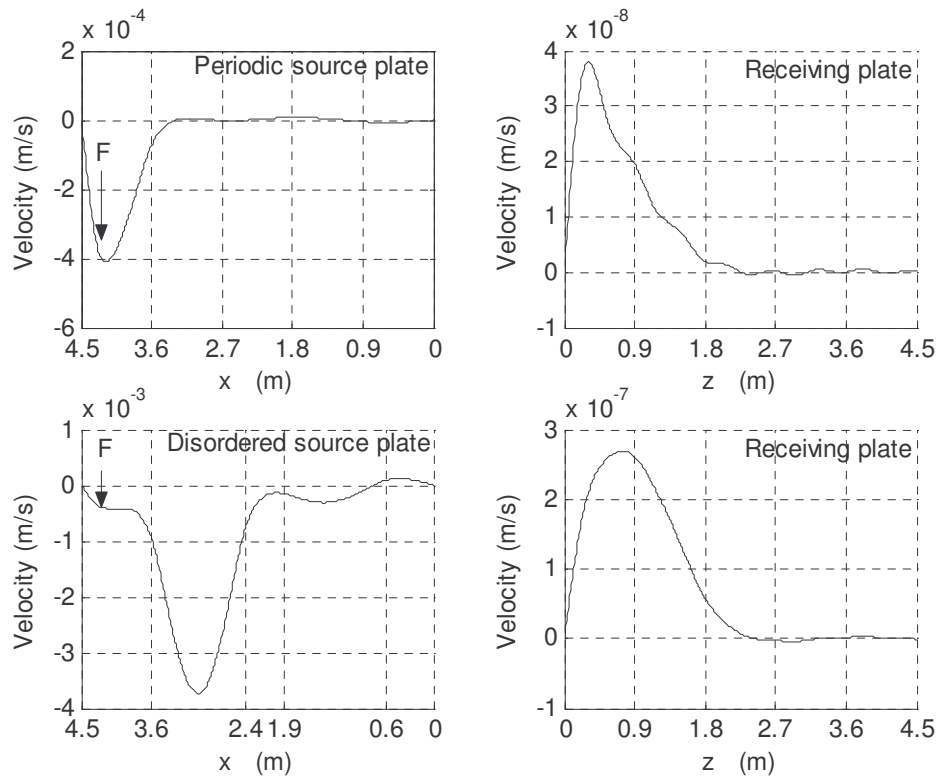 x 10⁻⁴
Periodic source plate
F
Velocity (m/s)
2
0
-2
-4
-6
4.5 3.6 2.7 1.8 0.9 0
x (m)
x 10⁻⁸
Receiving plate
Velocity (m/s)
4
3
2
1
0
-1
0 0.9 1.8 2.7 3.6 4.5
z (m)
x 10⁻³
Disordered source plate
F
Velocity (m/s)
1
0
-1
-2
-3
-4
4.5 3.6 2.4 1.9 0.6 0
x (m)
x 10⁻⁷
Receiving plate
Velocity (m/s)
3
2
1
0
-1
0 0.9 1.8 2.7 3.6 4.5
z (m)